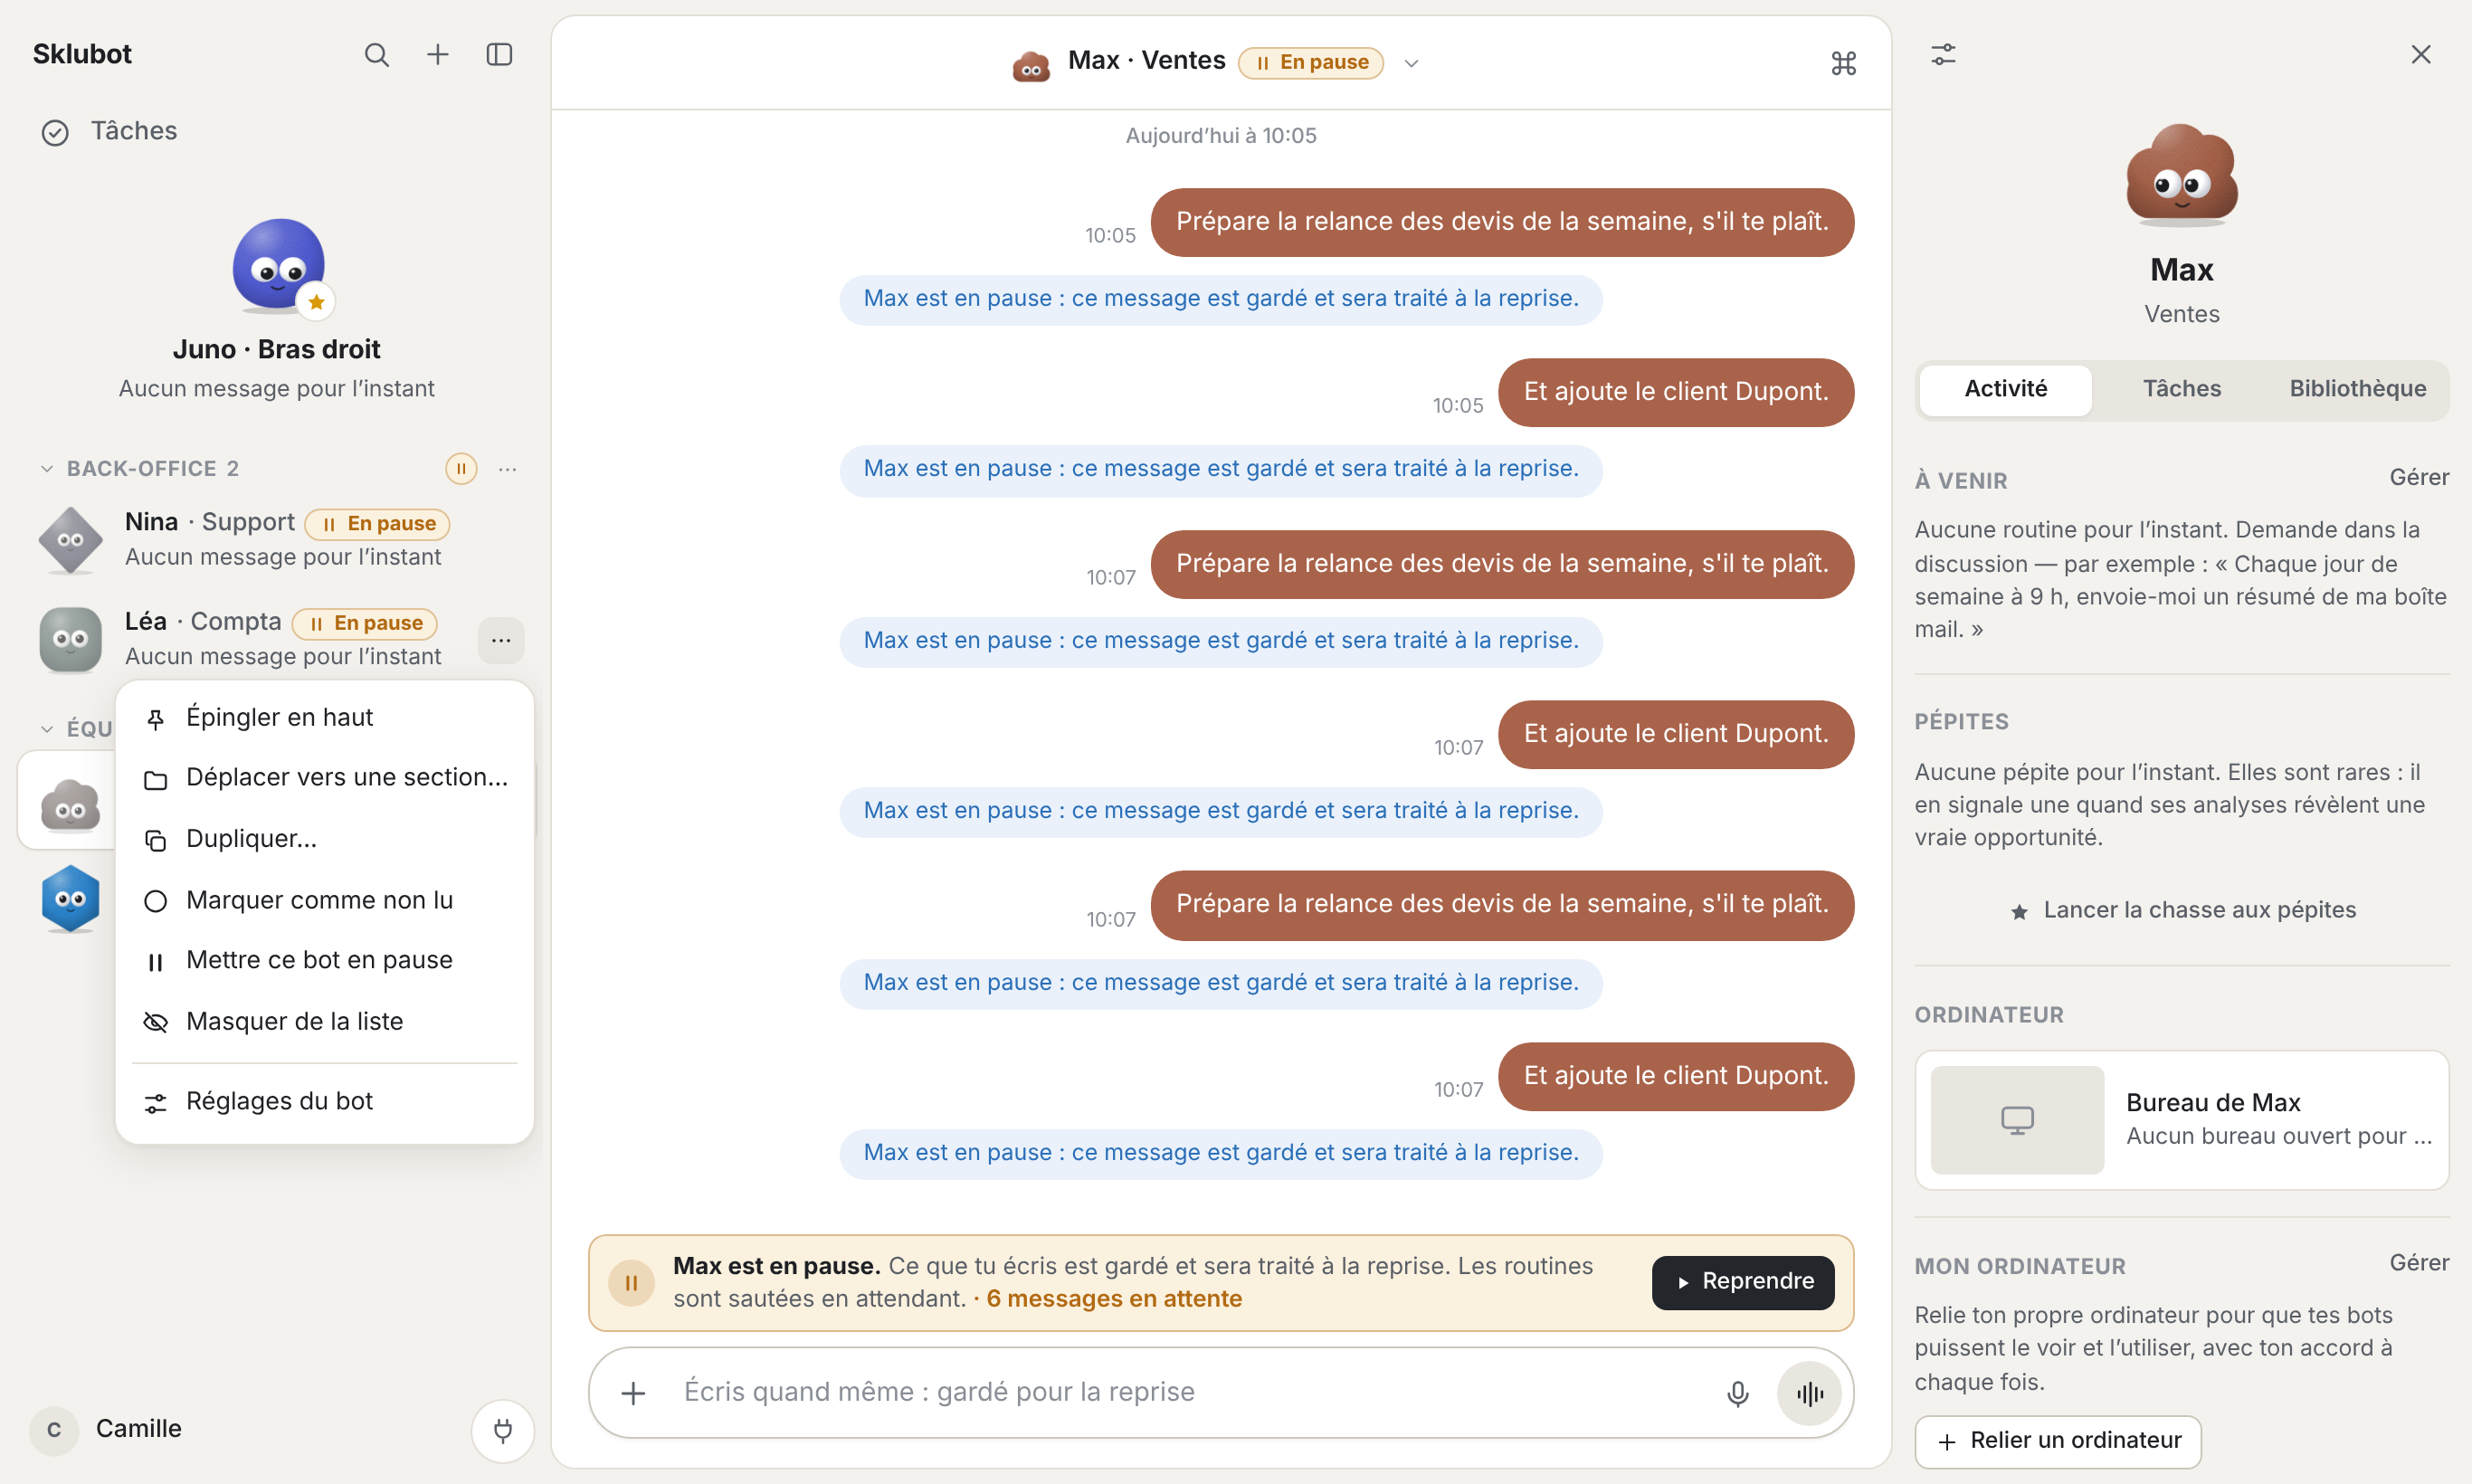 Sklubot
Tâches
Juno · Bras droit
Aucun message pour l’instant
BACK-OFFICE 2
Nina · Support En pause
Aucun message pour l’instant
Léa · Compta En pause
Aucun message pour l’instant
ÉQU
Épingler en haut
Déplacer vers une section…
Dupliquer…
Marquer comme non lu
Mettre ce bot en pause
Masquer de la liste
Réglages du bot
C Camille
Max · Ventes En pause
Aujourd’hui à 10:05
Prépare la relance des devis de la semaine, s'il te plaît.
10:05
Max est en pause : ce message est gardé et sera traité à la reprise.
Et ajoute le client Dupont.
10:05
Max est en pause : ce message est gardé et sera traité à la reprise.
Prépare la relance des devis de la semaine, s'il te plaît.
10:07
Max est en pause : ce message est gardé et sera traité à la reprise.
Et ajoute le client Dupont.
10:07
Max est en pause : ce message est gardé et sera traité à la reprise.
Prépare la relance des devis de la semaine, s'il te plaît.
10:07
Max est en pause : ce message est gardé et sera traité à la reprise.
Et ajoute le client Dupont.
10:07
Max est en pause : ce message est gardé et sera traité à la reprise.
Max est en pause. Ce que tu écris est gardé et sera traité à la reprise. Les routines
sont sautées en attendant. · 6 messages en attente
Reprendre
Écris quand même : gardé pour la reprise
Max
Ventes
Activité Tâches Bibliothèque
À VENIR Gérer
Aucune routine pour l’instant. Demande dans la
discussion — par exemple : « Chaque jour de
semaine à 9 h, envoie-moi un résumé de ma boîte
mail. »
PÉPITES
Aucune pépite pour l’instant. Elles sont rares : il
en signale une quand ses analyses révèlent une
vraie opportunité.
Lancer la chasse aux pépites
ORDINATEUR
Bureau de Max
Aucun bureau ouvert pour …
MON ORDINATEUR Gérer
Relie ton propre ordinateur pour que tes bots
puissent le voir et l’utiliser, avec ton accord à
chaque fois.
Relier un ordinateur